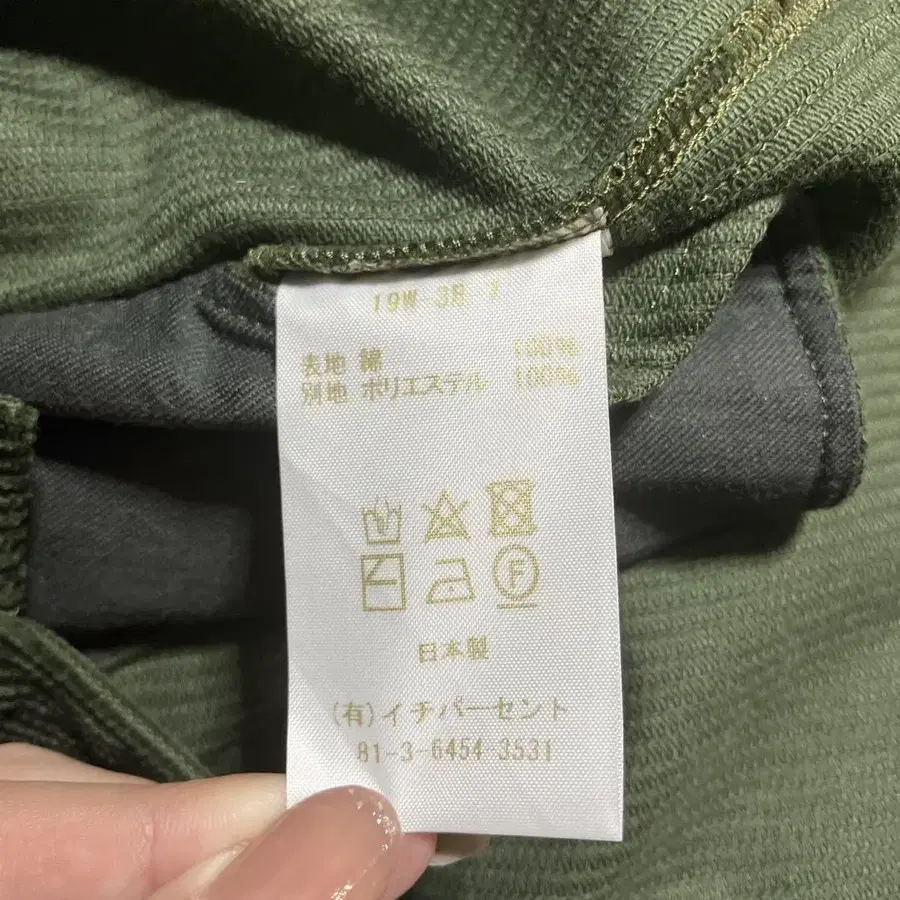 19W-3B
表地 綿 100%
別地 ポリエステル 100%
F
日本製
(有)イチパーセント
81-3-6454-3531